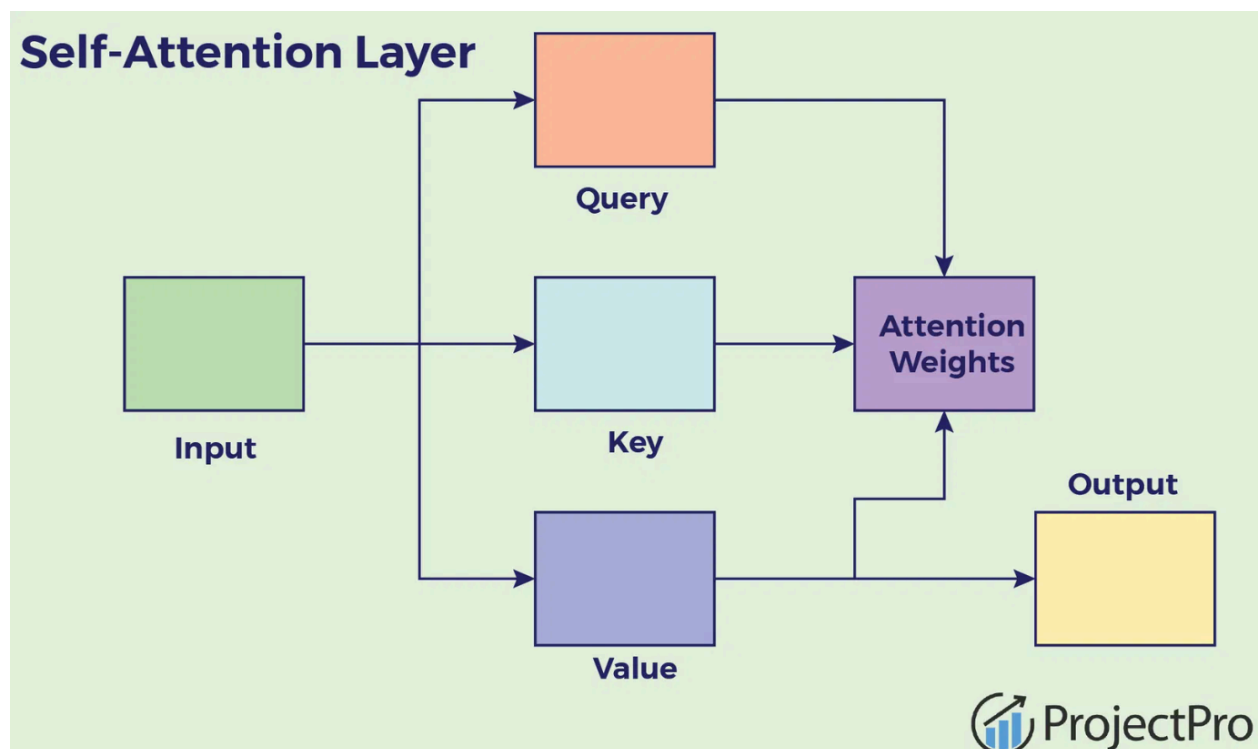 Self-Attention Layer
Query
Input
Key
Attention
Weights
Value
Output
ProjectPro